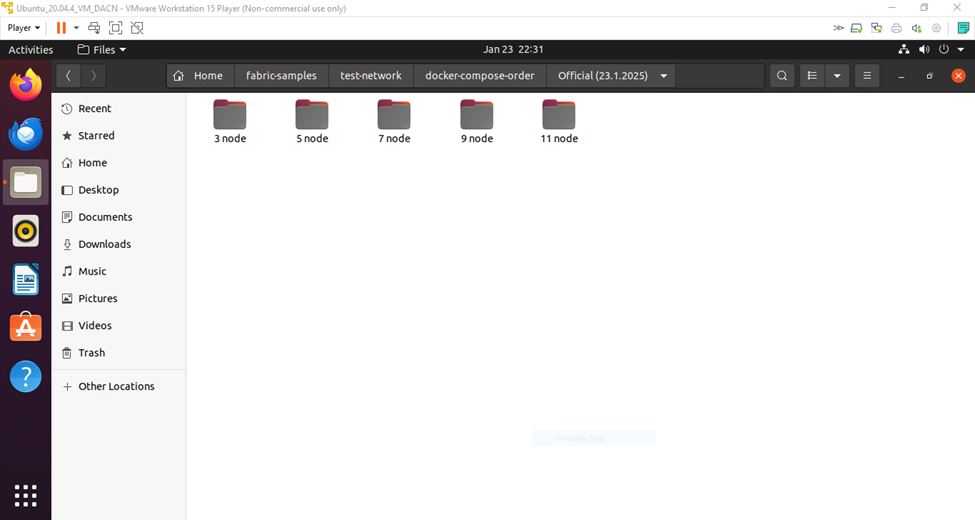 Ubuntu_20.04.4_VM_DACN - VMware Workstation 15 Player (Non-commercial use only)
Player
Activities Files Jan 23 22:31
Home fabric-samples test-network docker-compose-order Official (23.1.2025)
Recent
Starred
Home
Desktop
Documents
Downloads
Music
Pictures
Videos
Trash
Other Locations
3 node 5 node 7 node 9 node 11 node
Window Snip